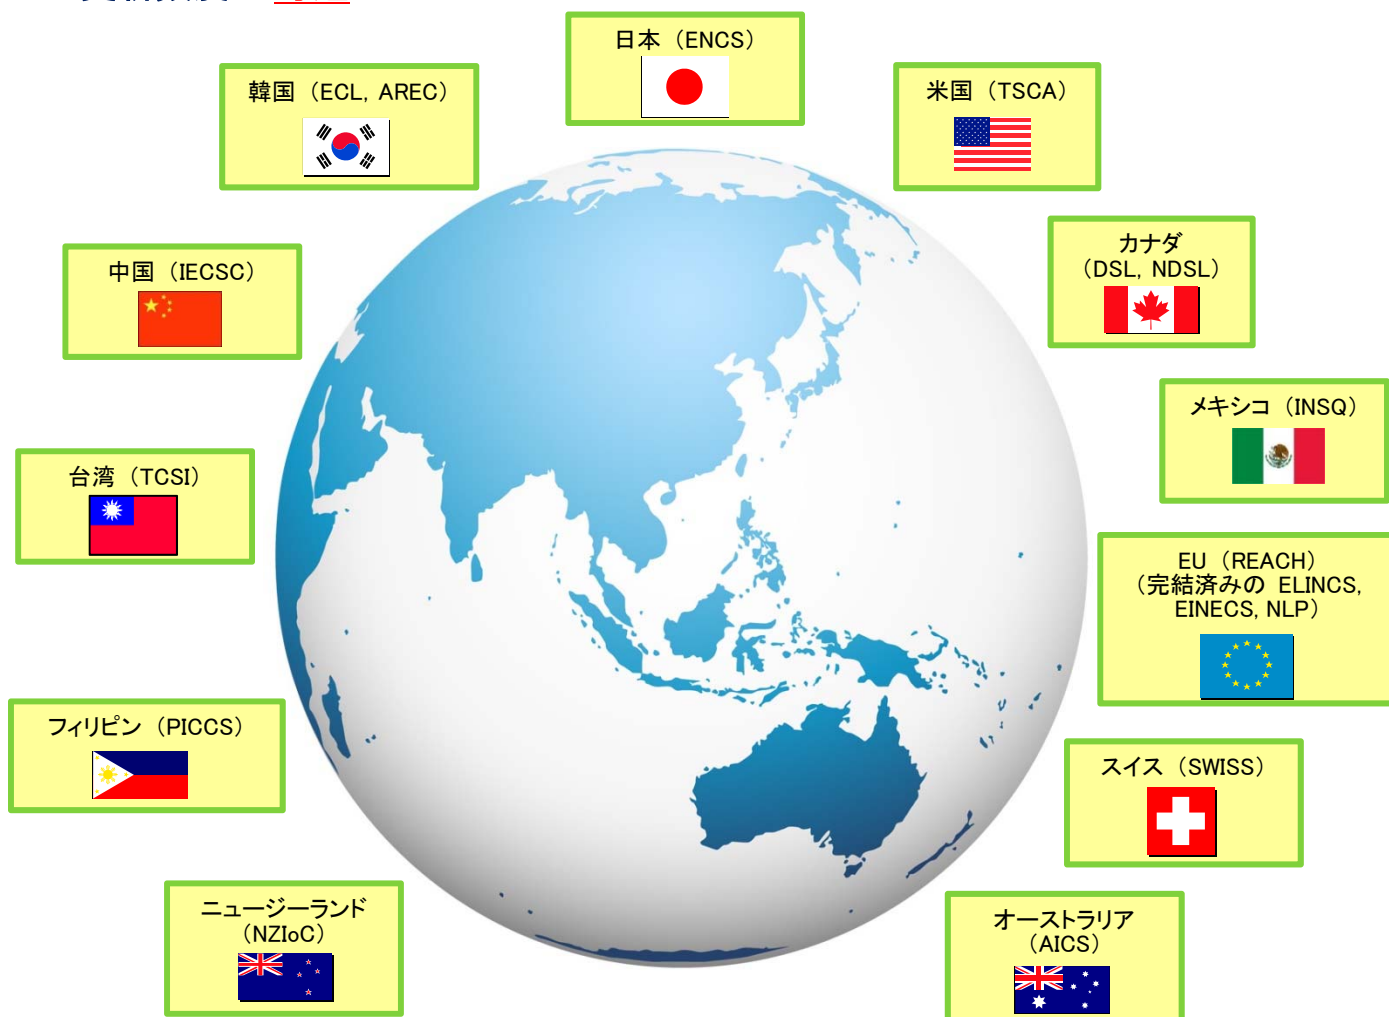 日本 (ENCS)
韓国 (ECL, AREC)
米国 (TSCA)
中国 (IECSC)
カナダ
(DSL, NDSL)
メキシコ (INSQ)
台湾 (TCSI)
EU (REACH)
(完結済みの ELINCS,
EINECS, NLP)
フィリピン (PICCS)
スイス (SWISS)
ニュージーランド
(NZIoC)
オーストラリア
(AICS)